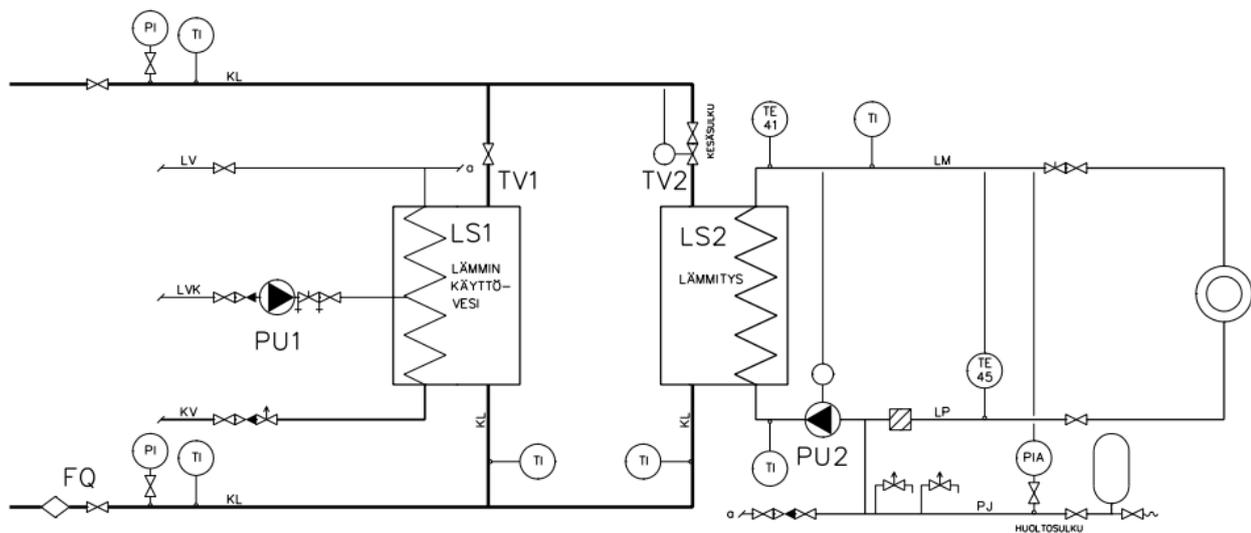 PI
TI
KL
LV
a
TV1
TV2
KESÄSULKU
TE
41
TI
LM
LS1
LÄMMIN
KÄYTTÖ-
VESI
LS2
LÄMMITYS
LVK
PU1
KV
KL
KL
TE
45
LP
PU2
FQ
PI
TI
KL
TI
TI
TI
PIA
a
PJ
HUOLTOSULKU